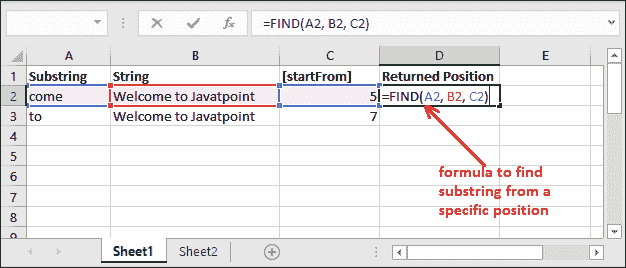 =FIND(A2, B2, C2)
A B C D E
1 Substring String [startFrom] Returned Position
2 come Welcome to Javatpoint 5 =FIND(A2, B2, C2)
3 to Welcome to Javatpoint 7
4
5
6
7
8
9
formula to find
substring from a
specific position
Sheet1 Sheet2